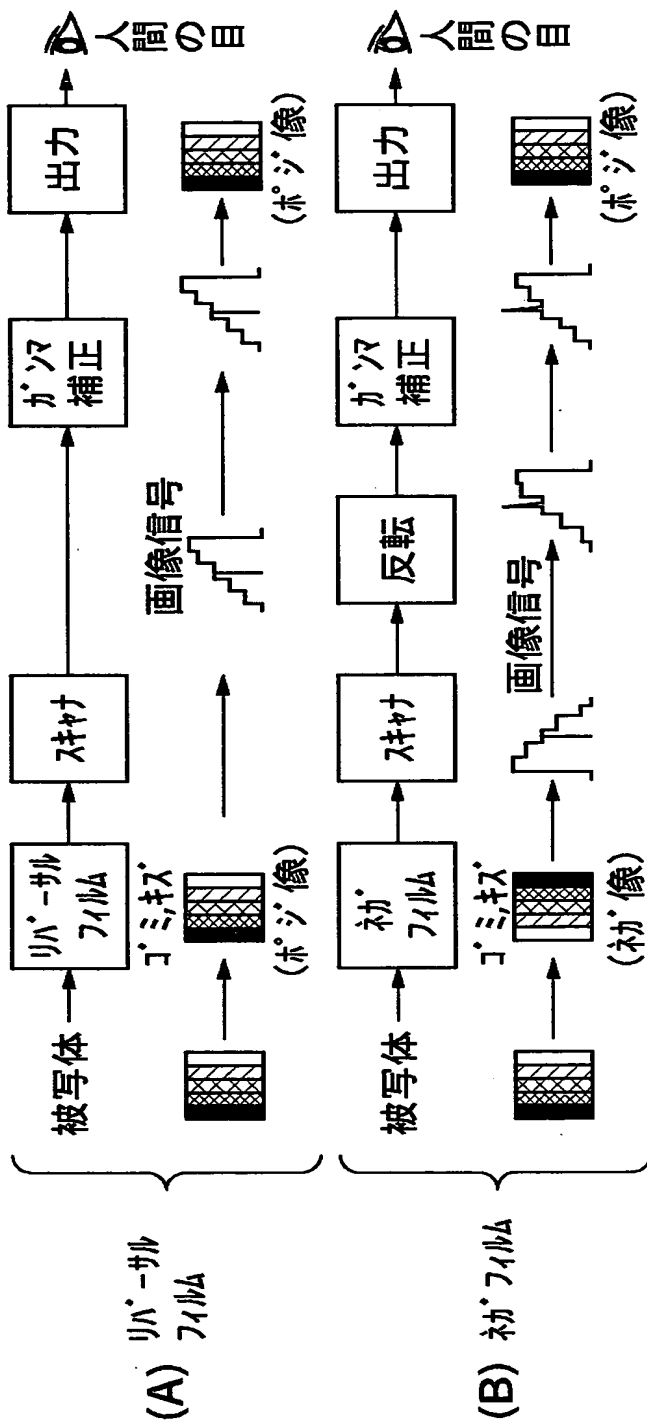 (A)
リバーサル
フィルム
被写体
リバーサル
フィルム
スキャナ
ガンマ
補正
出力
人間の目
ゴミ,キズ
(ポジ像)
画像信号
(ポジ像)
(B)
ネガフィルム
被写体
ネガ
フィルム
スキャナ
反転
ガンマ
補正
出力
人間の目
ゴミ,キズ
(ネガ像)
画像信号
(ポジ像)